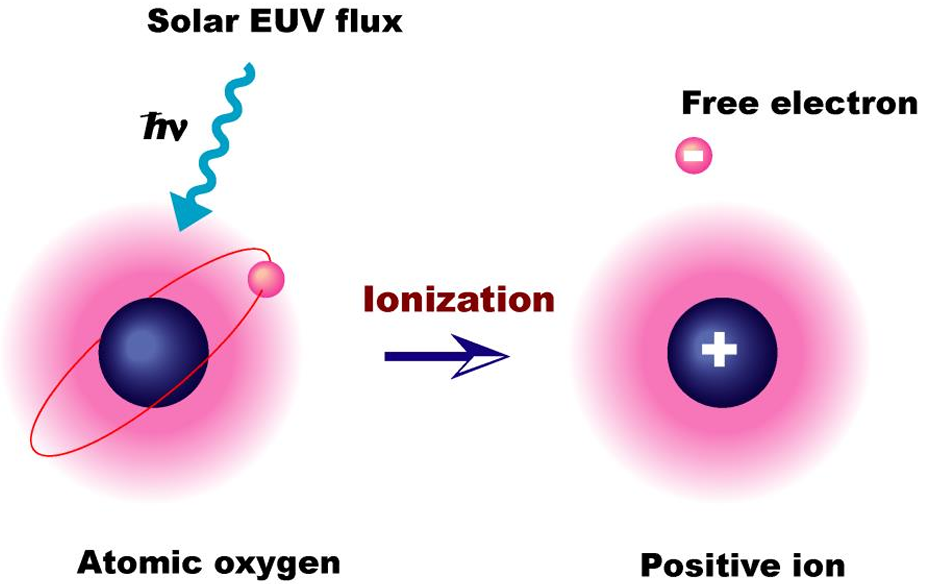 Solar EUV flux
ħν
Free electron
−
Ionization
+
Atomic oxygen
Positive ion